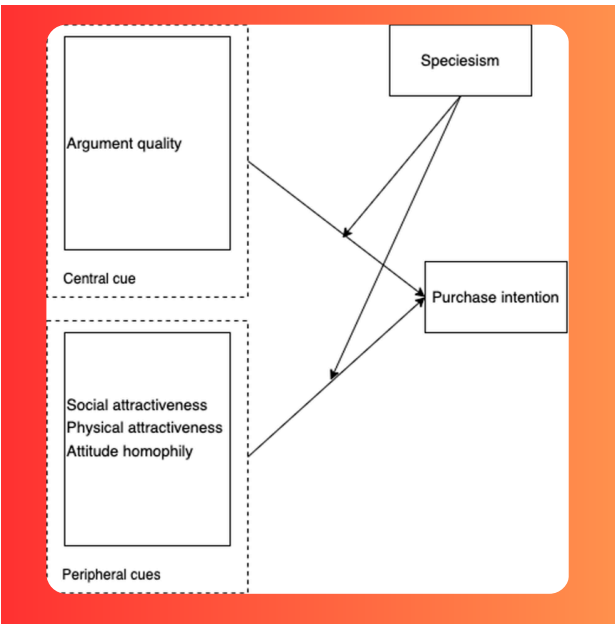 Speciesism
Argument quality
Central cue
Purchase intention
Social attractiveness
Physical attractiveness
Attitude homophily
Peripheral cues